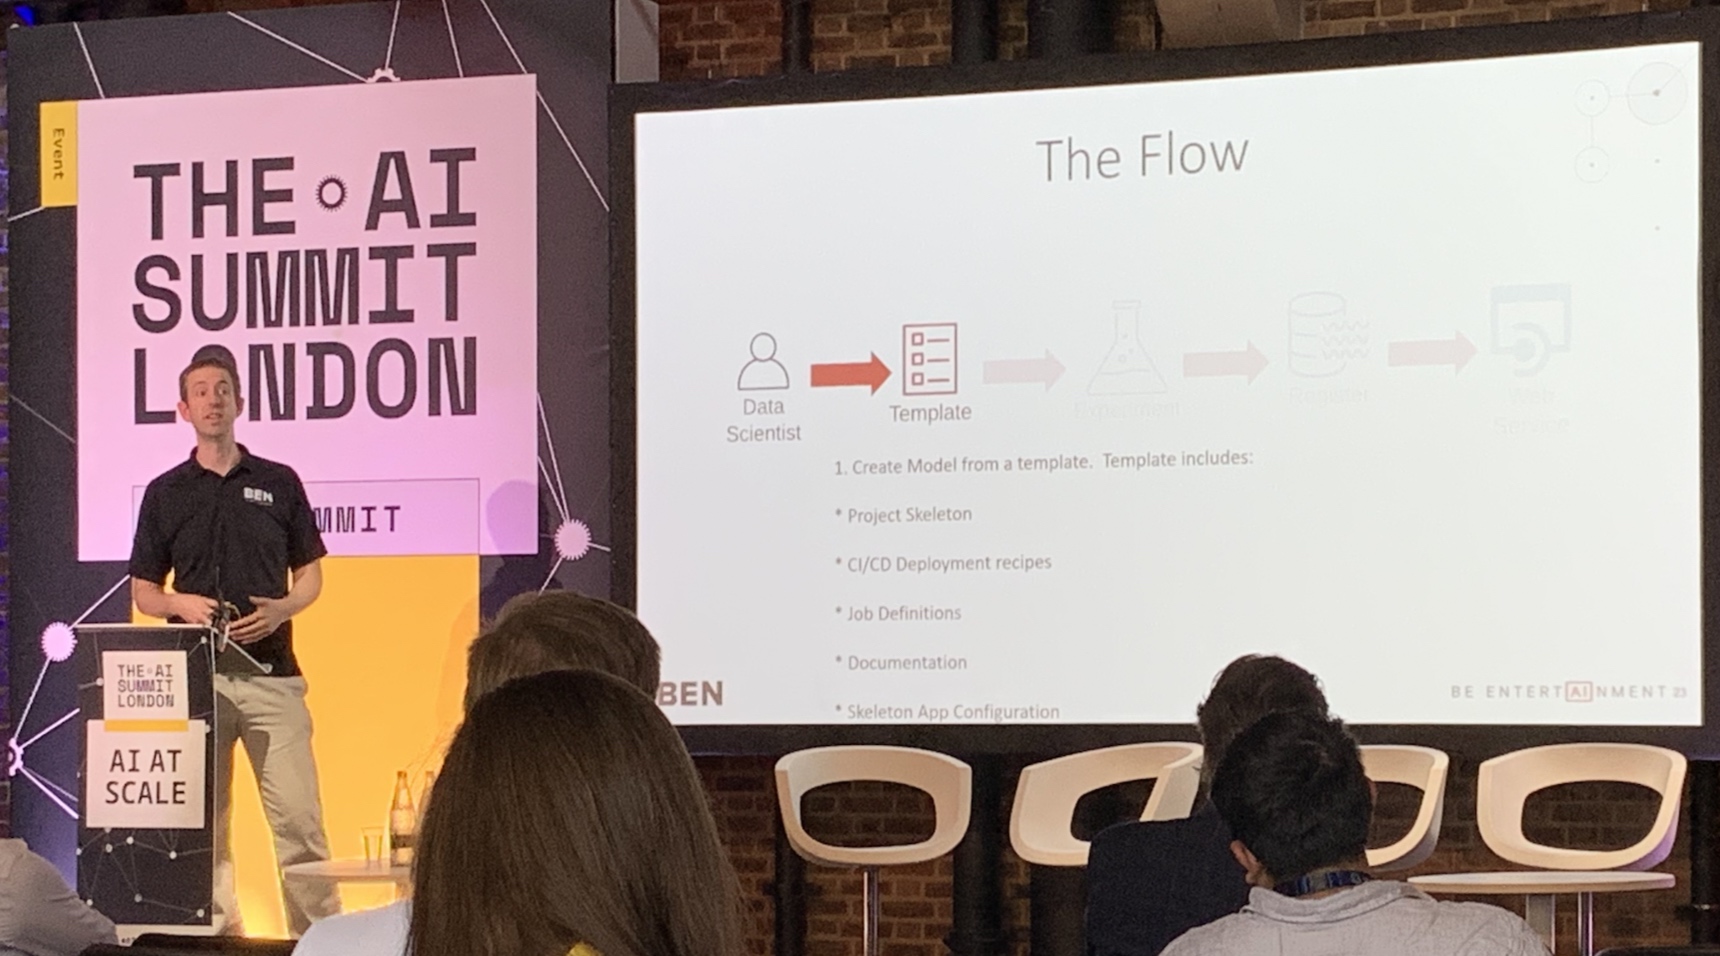 Event
THE AI
SUMMIT
LONDON
MMIT
BEN
THE AI
SUMMIT
LONDON
AI AT
SCALE
The Flow
Data
Scientist
Template
Experiment
Register
Web
Service
1. Create Model from a template.  Template includes:
* Project Skeleton
* CI/CD Deployment recipes
* Job Definitions
* Documentation
* Skeleton App Configuration
BEN
BE ENTERTAINMENT 23